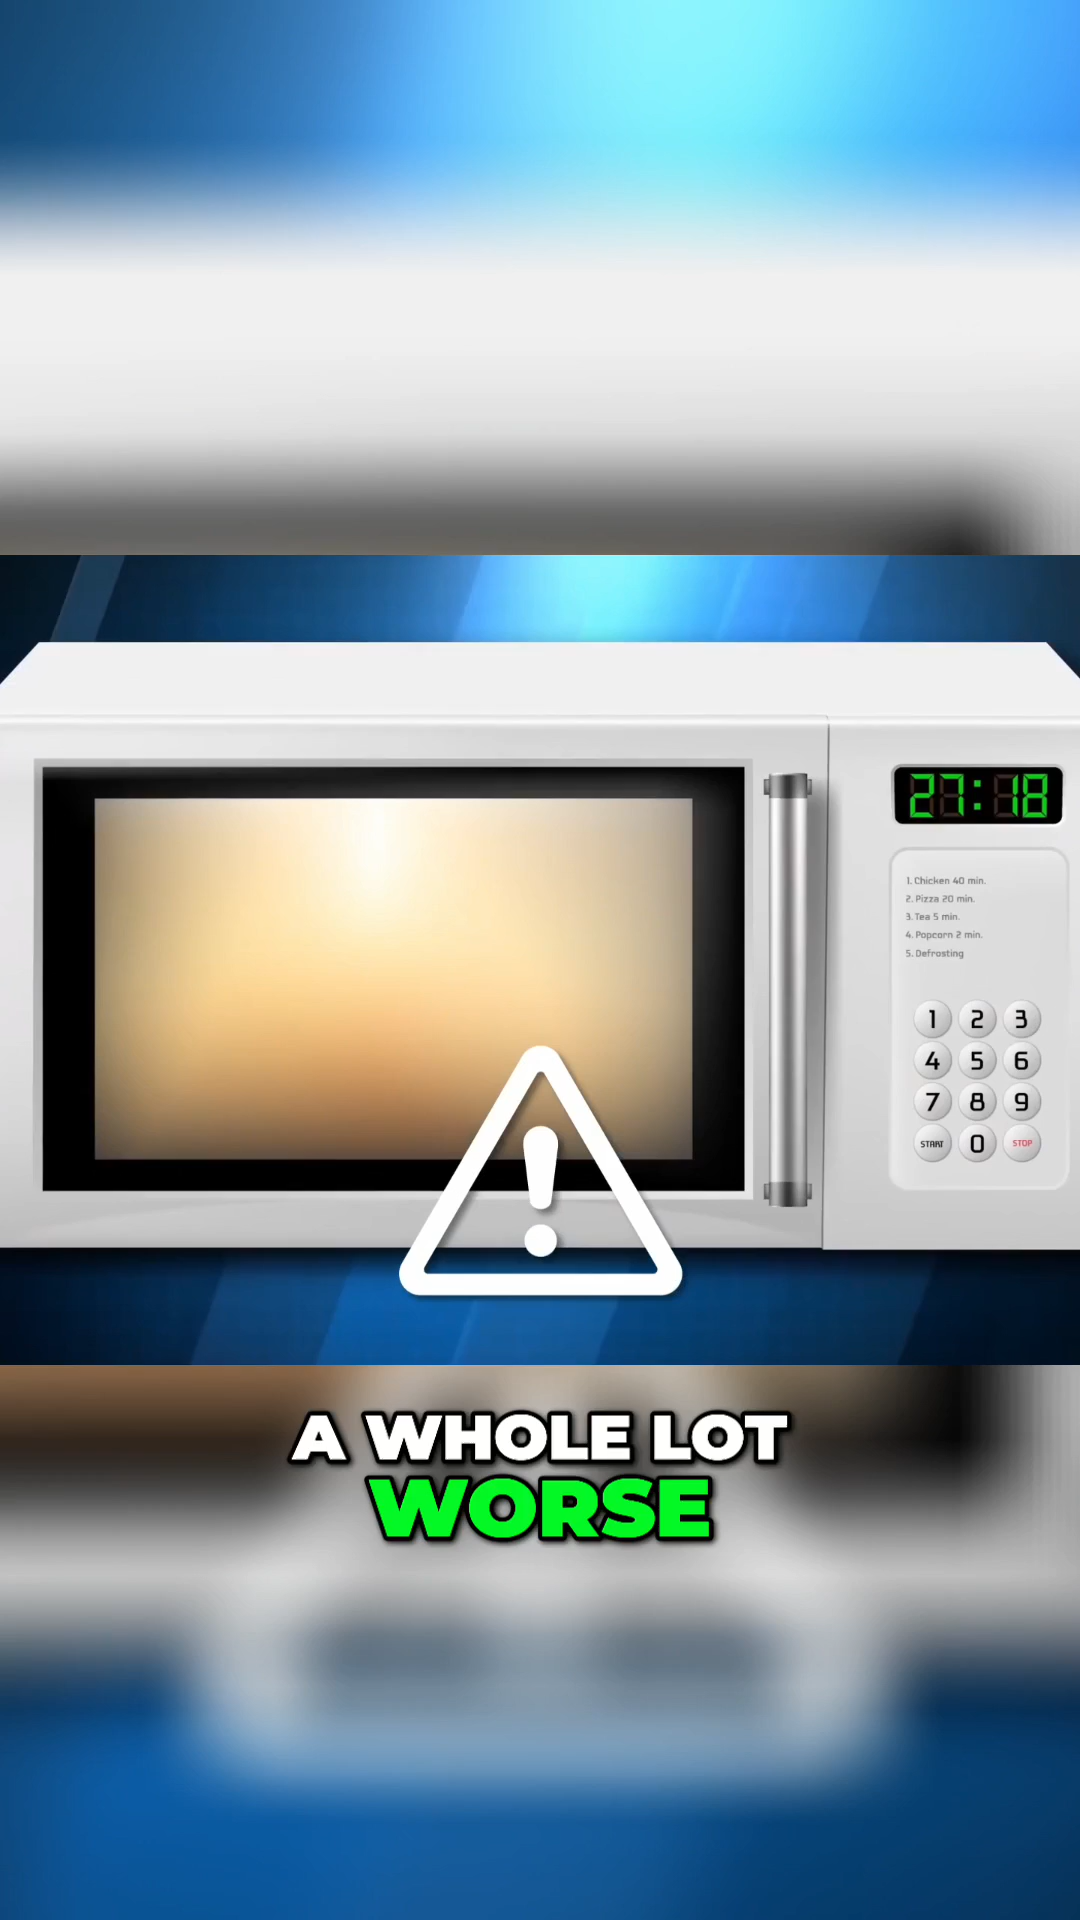 27:18
1. Chicken 40 min.
2. Pizza 20 min.
3. Tea 5 min.
4. Popcorn 2 min.
5. Defrosting
1 2 3
4 5 6
7 8 9
START 0 STOP
A WHOLE LOT
WORSE